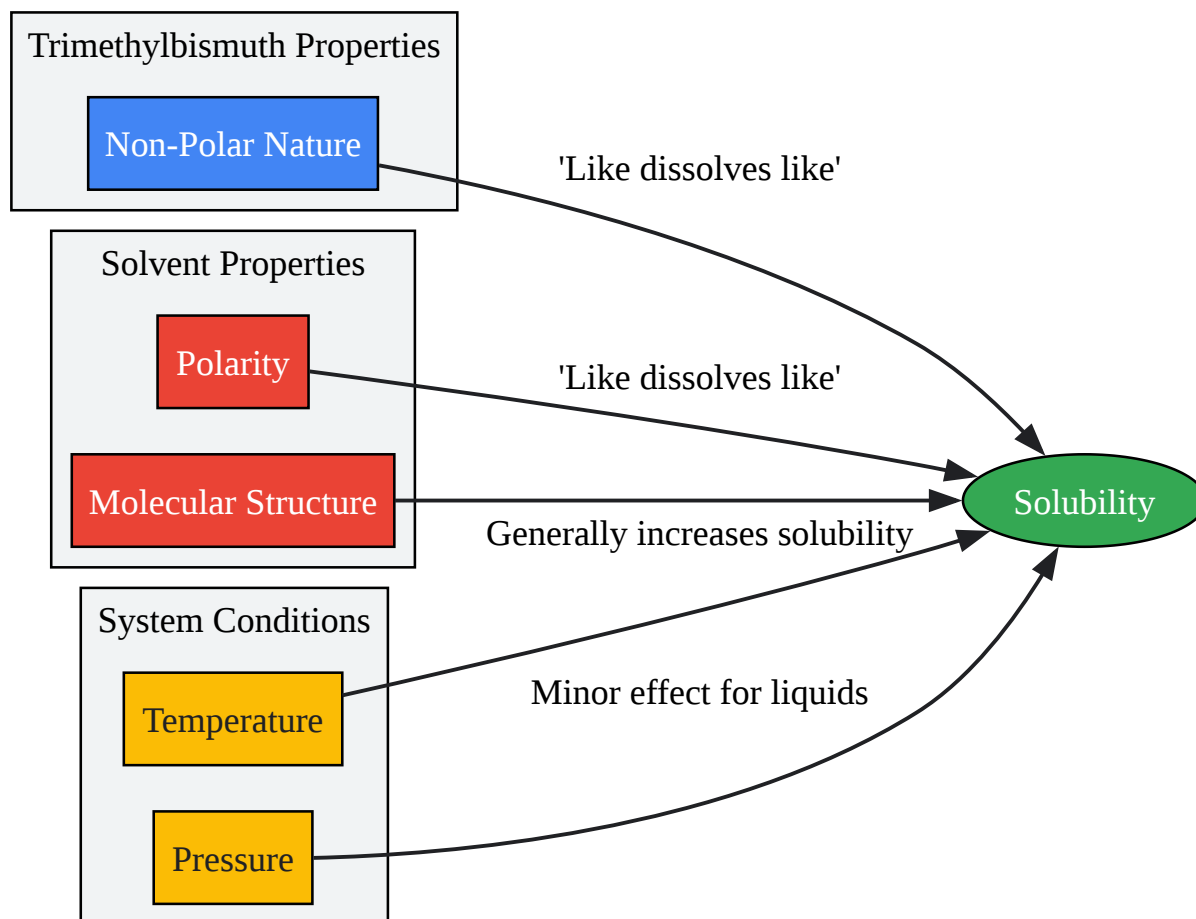 Trimethylbismuth Properties
Non-Polar Nature
'Like dissolves like'
Solvent Properties
Polarity
'Like dissolves like'
Molecular Structure
Solubility
Generally increases solubility
System Conditions
Temperature
Minor effect for liquids
Pressure